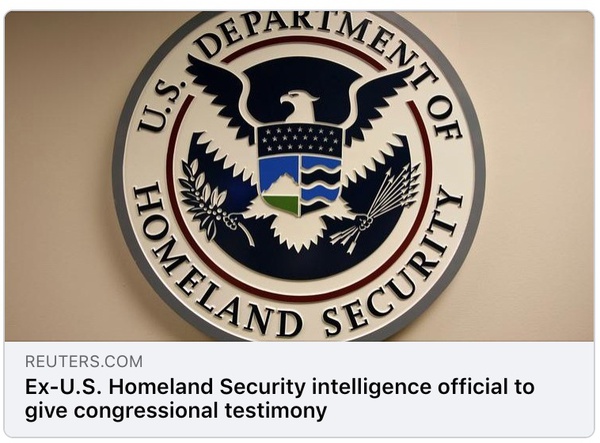 U.S. DEPARTMENT OF
HOMELAND SECURITY
REUTERS.COM
Ex-U.S. Homeland Security intelligence official to
give congressional testimony